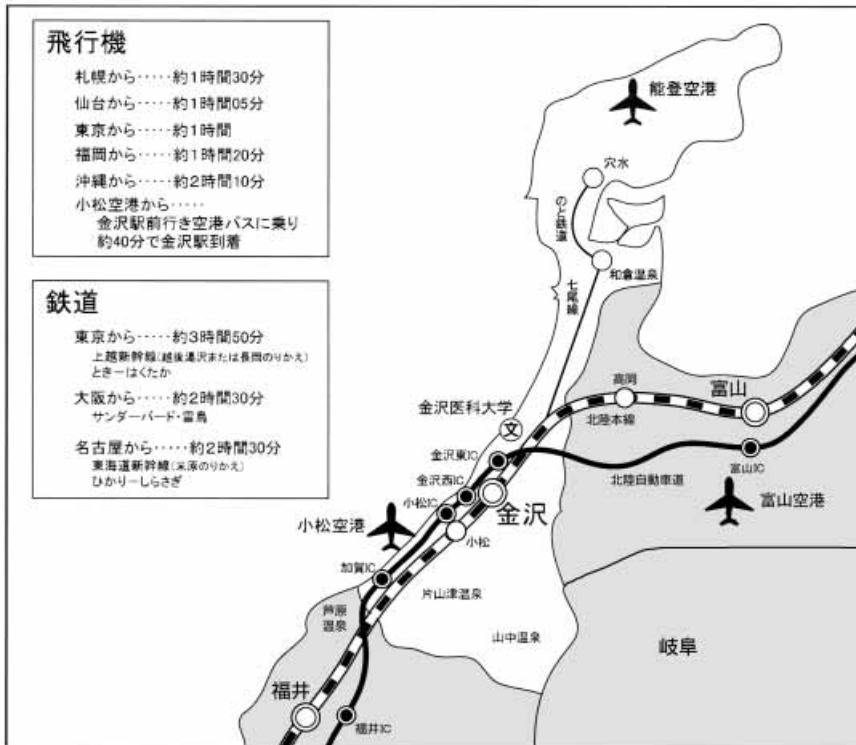 飛行機
札幌から‥‥‥約1時間30分
仙台から‥‥‥約1時間05分
東京から‥‥‥約1時間
福岡から‥‥‥約1時間20分
沖縄から‥‥‥約2時間10分
小松空港から‥‥‥
金沢駅前行き空港バスに乗り
約40分で金沢駅到着
鉄道
東京から‥‥‥約3時間50分
上越新幹線(越後湯沢または長岡のりかえ)
ときーはくたか
大阪から‥‥‥約2時間30分
サンダーバード・雷鳥
名古屋から‥‥‥約2時間30分
東海道新幹線(米原のりかえ)
ひかりーしらさぎ
能登空港
穴水
のと鉄道
和倉温泉
七尾線
高岡
富山
北陸本線
金沢医科大学
文
金沢東IC
富山IC
金沢西IC
北陸自動車道
小松IC
金沢
富山空港
小松空港
小松
加賀IC
片山津温泉
芦原
温泉
山中温泉
岐阜
福井
福井IC